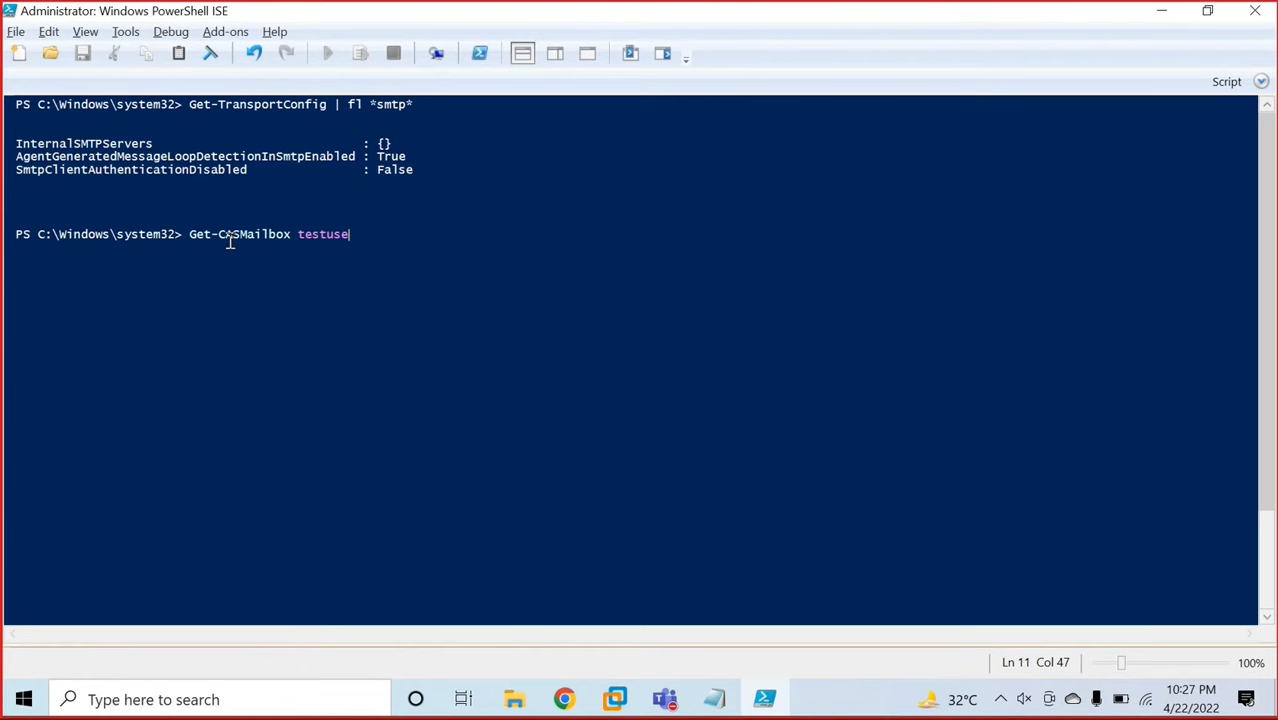 Administrator: Windows PowerShell ISE
File Edit View Tools Debug Add-ons Help
Script
PS C:\Windows\system32> Get-TransportConfig | fl *smtp*
InternalSMTPServers : {}
AgentGeneratedMessageLoopDetectionInSmtpEnabled : True
SmtpClientAuthenticationDisabled : False
PS C:\Windows\system32> Get-CASMailbox testuse
Ln 11 Col 47 100%
Type here to search
32°C
10:27 PM
4/22/2022